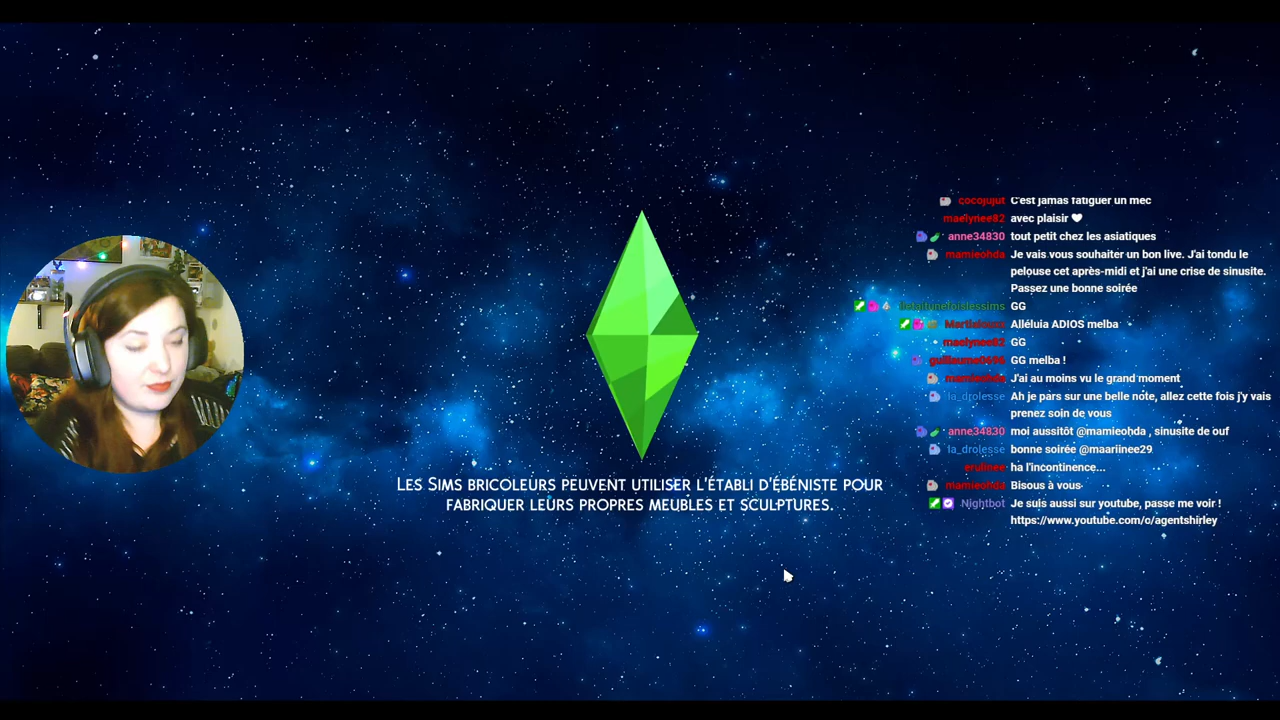 cocojujut C'est jamais fatiguer un mec
maelynee82 avec plaisir
anne34830 tout petit chez les asiatiques
mamieohda Je vais vous souhaiter un bon live. J'ai tondu le
pelouse cet après-midi et j'ai une crise de sinusite.
Passez une bonne soirée
GG
Alléluia ADIOS melba
maelynee82 GG
guillaume0696 GG melba !
mamieohda J'ai au moins vu le grand moment
la_drolesse Ah je pars sur une belle note, allez cette fois j'y vais
prenez soin de vous
anne34830 moi aussitôt @mamieohda , sinusite de ouf
la_drolesse bonne soirée @maariinee29
erulinee ha l'incontinence...
mamieohda Bisous à vous
Nightbot Je suis aussi sur youtube, passe me voir !
https://www.youtube.com/c/agentshirley
Les Sims bricoleurs peuvent utiliser l'établi d'ébéniste pour
fabriquer leurs propres meubles et sculptures.